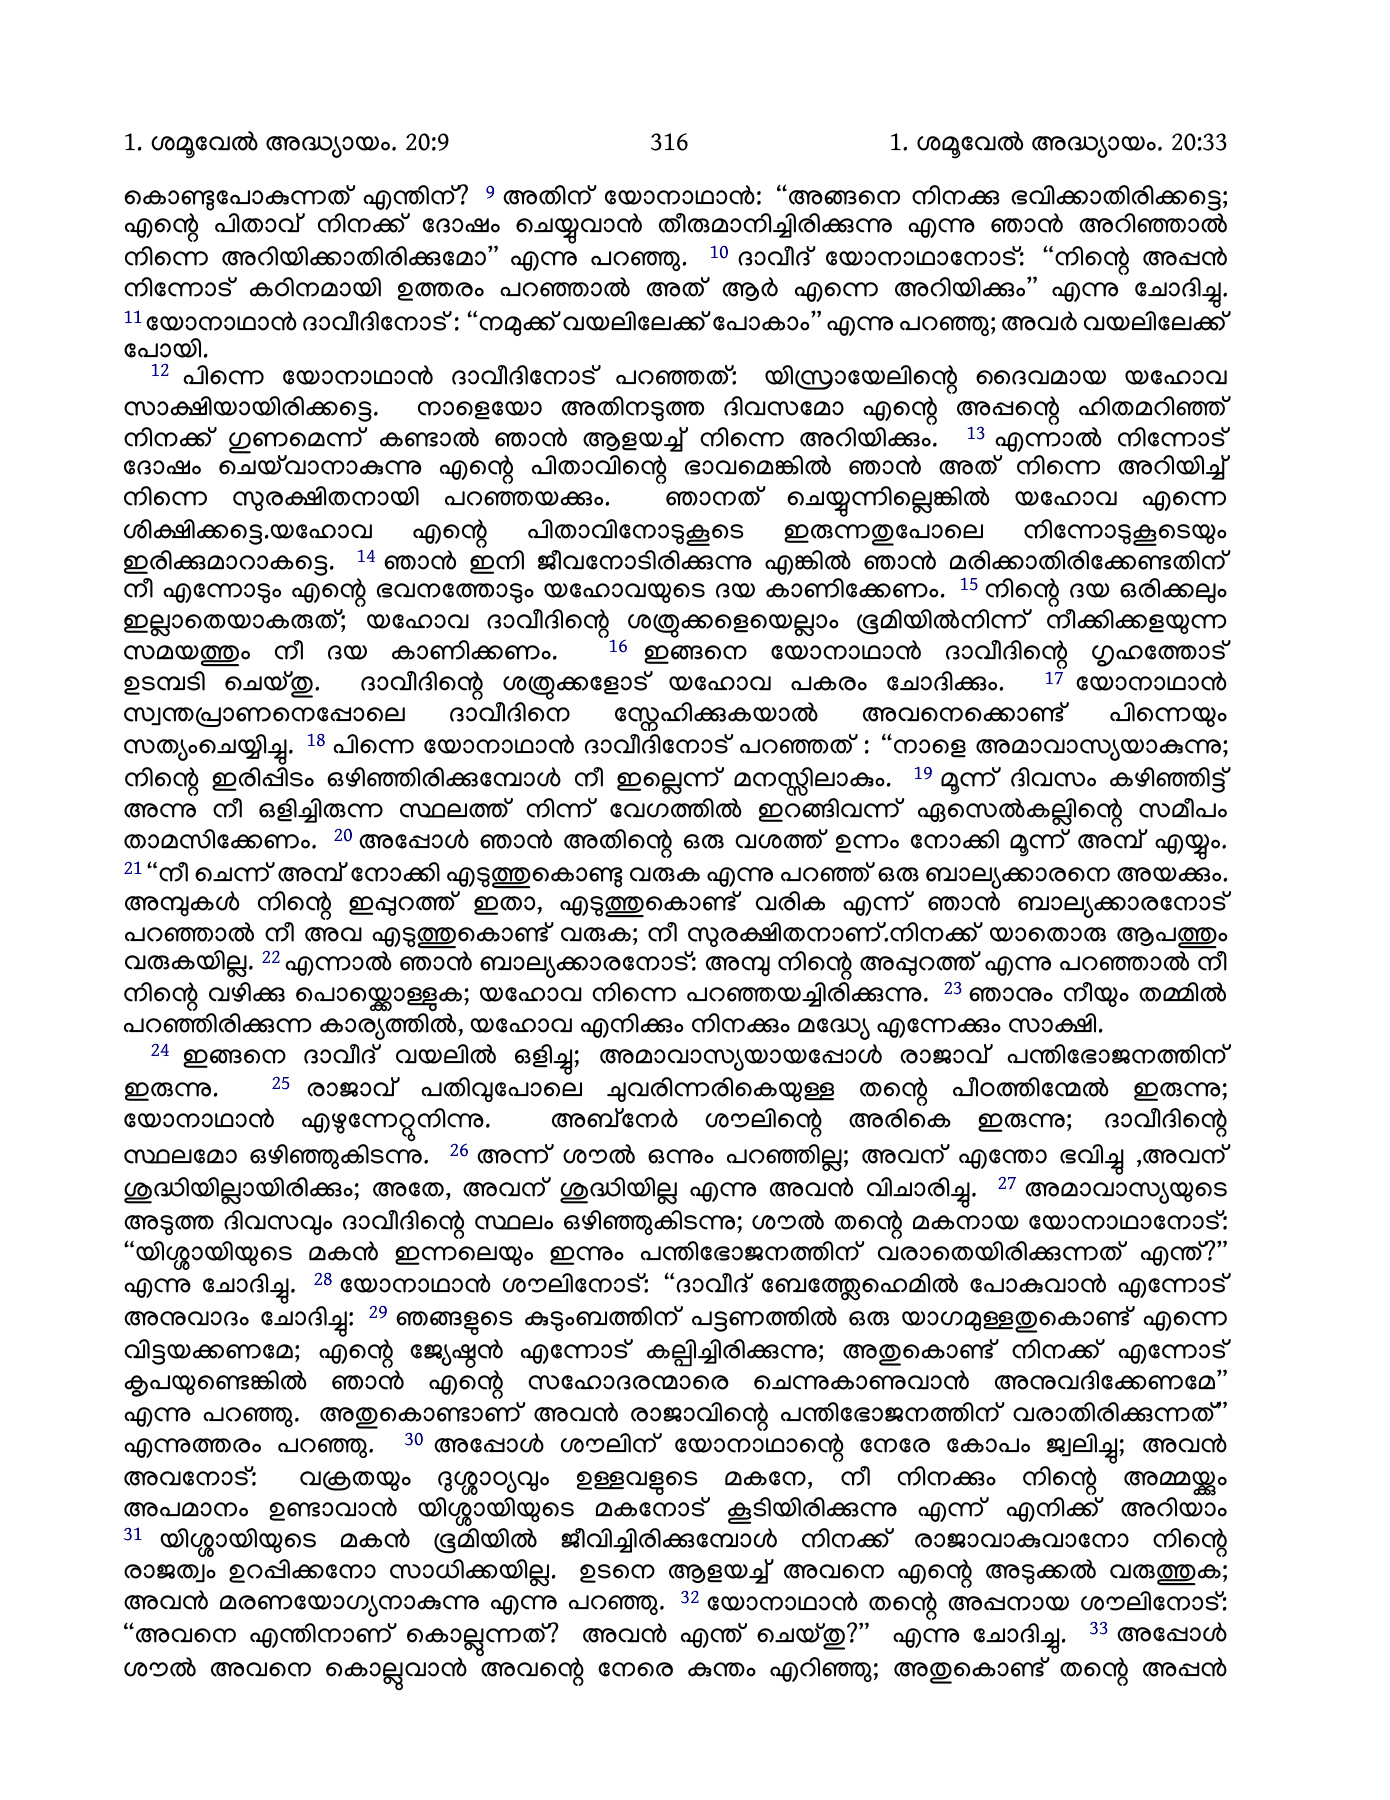 1. ശമൂവേൽ അദ്ധ്യായം. 20:9 316 1. ശമൂവേൽ അദ്ധ്യായം. 20:33
കൊണ്ടുപോകുന്നത് എന്തിന്? 9 അതിന് യോനാഥാൻ: “അങ്ങനെ നിനക്കു ഭവിക്കാതിരിക്കട്ടെ;
എന്റെ പിതാവ് നിനക്ക് ദോഷം ചെയ്യുവാൻ തീരുമാനിച്ചിരിക്കുന്നു എന്നു ഞാൻ അറിഞ്ഞാൽ
നിന്നെ അറിയിക്കാതിരിക്കുമോ” എന്നു പറഞ്ഞു. 10 ദാവീദ് യോനാഥാനോട്: “നിന്റെ അപ്പൻ
നിന്നോട് കഠിനമായി ഉത്തരം പറഞ്ഞാൽ അത് ആർ എന്നെ അറിയിക്കും” എന്നു ചോദിച്ചു.
11 യോനാഥാൻ ദാവീദിനോട്: “നമുക്ക് വയലിലേക്ക് പോകാം” എന്നു പറഞ്ഞു; അവർ വയലിലേക്ക്
പോയി.
12 പിന്നെ യോനാഥാൻ ദാവീദിനോട് പറഞ്ഞത്: യിസ്രായേലിന്റെ ദൈവമായ യഹോവ
സാക്ഷിയായിരിക്കട്ടെ. നാളെയോ അതിനടുത്ത ദിവസമോ എന്റെ അപ്പന്റെ ഹിതമറിഞ്ഞ്
നിനക്ക് ഗുണമെന്ന് കണ്ടാൽ ഞാൻ ആളയച്ച് നിന്നെ അറിയിക്കും. 13 എന്നാൽ നിന്നോട്
ദോഷം ചെയ്‌വാനാകുന്നു എന്റെ പിതാവിന്റെ ഭാവമെങ്കിൽ ഞാൻ അത് നിന്നെ അറിയിച്ച്
നിന്നെ സുരക്ഷിതനായി പറഞ്ഞയക്കും. ഞാനത് ചെയ്യുന്നില്ലെങ്കിൽ യഹോവ എന്നെ
ശിക്ഷിക്കട്ടെ.യഹോവ എന്റെ പിതാവിനോടുകൂടെ ഇരുന്നതുപോലെ നിന്നോടുകൂടെയും
ഇരിക്കുമാറാകട്ടെ. 14 ഞാൻ ഇനി ജീവനോടിരിക്കുന്നു എങ്കിൽ ഞാൻ മരിക്കാതിരിക്കേണ്ടതിന്
നീ എന്നോടും എന്റെ ഭവനത്തോടും യഹോവയുടെ ദയ കാണിക്കേണം. 15 നിന്റെ ദയ ഒരിക്കലും
ഇല്ലാതെയാകരുത്; യഹോവ ദാവീദിന്റെ ശത്രുക്കളെയെല്ലാം ഭൂമിയിൽനിന്ന് നീക്കിക്കളയുന്ന
സമയത്തും നീ ദയ കാണിക്കണം. 16 ഇങ്ങനെ യോനാഥാൻ ദാവീദിന്റെ ഗൃഹത്തോട്
ഉടമ്പടി ചെയ്തു. ദാവീദിന്റെ ശത്രുക്കളോട് യഹോവ പകരം ചോദിക്കും. 17 യോനാഥാൻ
സ്വന്തപ്രാണനെപ്പോലെ ദാവീദിനെ സ്നേഹിക്കുകയാൽ അവനെക്കൊണ്ട് പിന്നെയും
സത്യംചെയ്യിച്ചു. 18 പിന്നെ യോനാഥാൻ ദാവീദിനോട് പറഞ്ഞത് : “നാളെ അമാവാസ്യയാകുന്നു;
നിന്റെ ഇരിപ്പിടം ഒഴിഞ്ഞിരിക്കുമ്പോൾ നീ ഇല്ലെന്ന് മനസ്സിലാകും. 19 മൂന്ന് ദിവസം കഴിഞ്ഞിട്ട്
അന്നു നീ ഒളിച്ചിരുന്ന സ്ഥലത്ത് നിന്ന് വേഗത്തിൽ ഇറങ്ങിവന്ന് ഏസെൽകല്ലിന്റെ സമീപം
താമസിക്കേണം. 20 അപ്പോൾ ഞാൻ അതിന്റെ ഒരു വശത്ത് ഉന്നം നോക്കി മൂന്ന് അമ്പ് എയ്യും.
21 “നീ ചെന്ന് അമ്പ് നോക്കി എടുത്തുകൊണ്ടു വരുക എന്നു പറഞ്ഞ് ഒരു ബാല്യക്കാരനെ അയക്കും.
അമ്പുകൾ നിന്റെ ഇപ്പുറത്ത് ഇതാ, എടുത്തുകൊണ്ട് വരിക എന്ന് ഞാൻ ബാല്യക്കാരനോട്
പറഞ്ഞാൽ നീ അവ എടുത്തുകൊണ്ട് വരുക; നീ സുരക്ഷിതനാണ്.നിനക്ക് യാതൊരു ആപത്തും
വരുകയില്ല. 22 എന്നാൽ ഞാൻ ബാല്യക്കാരനോട്: അമ്പു നിന്റെ അപ്പുറത്ത് എന്നു പറഞ്ഞാൽ നീ
നിന്റെ വഴിക്കു പൊയ്ക്കൊള്ളുക; യഹോവ നിന്നെ പറഞ്ഞയച്ചിരിക്കുന്നു. 23 ഞാനും നീയും തമ്മിൽ
പറഞ്ഞിരിക്കുന്ന കാര്യത്തിൽ, യഹോവ എനിക്കും നിനക്കും മദ്ധ്യേ എന്നേക്കും സാക്ഷി.
24 ഇങ്ങനെ ദാവീദ് വയലിൽ ഒളിച്ചു; അമാവാസ്യയായപ്പോൾ രാജാവ് പന്തിഭോജനത്തിന്
ഇരുന്നു. 25 രാജാവ് പതിവുപോലെ ചുവരിന്നരികെയുള്ള തന്റെ പീഠത്തിന്മേൽ ഇരുന്നു;
യോനാഥാൻ എഴുന്നേറ്റുനിന്നു. അബ്‌നേർ ശൗലിന്റെ അരികെ ഇരുന്നു; ദാവീദിന്റെ
സ്ഥലമോ ഒഴിഞ്ഞുകിടന്നു. 26 അന്ന് ശൗൽ ഒന്നും പറഞ്ഞില്ല; അവന് എന്തോ ഭവിച്ചു ,അവന്
ശുദ്ധിയില്ലായിരിക്കും; അതേ, അവന് ശുദ്ധിയില്ല എന്നു അവൻ വിചാരിച്ചു. 27 അമാവാസ്യയുടെ
അടുത്ത ദിവസവും ദാവീദിന്റെ സ്ഥലം ഒഴിഞ്ഞുകിടന്നു; ശൗൽ തന്റെ മകനായ യോനാഥാനോട്:
“യിശ്ശായിയുടെ മകൻ ഇന്നലെയും ഇന്നും പന്തിഭോജനത്തിന് വരാതെയിരിക്കുന്നത് എന്ത്?”
എന്നു ചോദിച്ചു. 28 യോനാഥാൻ ശൗലിനോട്: “ദാവീദ് ബേത്ത്ലേഹെമിൽ പോകുവാൻ എന്നോട്
അനുവാദം ചോദിച്ചു: 29 ഞങ്ങളുടെ കുടുംബത്തിന് പട്ടണത്തിൽ ഒരു യാഗമുള്ളതുകൊണ്ട് എന്നെ
വിട്ടയക്കണമേ; എന്റെ ജ്യേഷ്ഠൻ എന്നോട് കല്പിച്ചിരിക്കുന്നു; അതുകൊണ്ട് നിനക്ക് എന്നോട്
കൃപയുണ്ടെങ്കിൽ ഞാൻ എന്റെ സഹോദരന്മാരെ ചെന്നുകാണുവാൻ അനുവദിക്കേണമേ”
എന്നു പറഞ്ഞു. അതുകൊണ്ടാണ് അവൻ രാജാവിന്റെ പന്തിഭോജനത്തിന് വരാതിരിക്കുന്നത്”
എന്നുത്തരം പറഞ്ഞു. 30 അപ്പോൾ ശൗലിന് യോനാഥാന്റെ നേരേ കോപം ജ്വലിച്ചു; അവൻ
അവനോട്: വക്രതയും ദുശ്ശാഠ്യവും ഉള്ളവളുടെ മകനേ, നീ നിനക്കും നിന്റെ അമ്മയ്ക്കും
അപമാനം ഉണ്ടാവാൻ യിശ്ശായിയുടെ മകനോട് കൂടിയിരിക്കുന്നു എന്ന് എനിക്ക് അറിയാം
31 യിശ്ശായിയുടെ മകൻ ഭൂമിയിൽ ജീവിച്ചിരിക്കുമ്പോൾ നിനക്ക് രാജാവാകുവാനോ നിന്റെ
രാജത്വം ഉറപ്പിക്കനോ സാധിക്കയില്ല. ഉടനെ ആളയച്ച് അവനെ എന്റെ അടുക്കൽ വരുത്തുക;
അവൻ മരണയോഗ്യനാകുന്നു എന്നു പറഞ്ഞു. 32 യോനാഥാൻ തന്റെ അപ്പനായ ശൗലിനോട്:
“അവനെ എന്തിനാണ് കൊല്ലുന്നത്? അവൻ എന്ത് ചെയ്തു?” എന്നു ചോദിച്ചു. 33 അപ്പോൾ
ശൗൽ അവനെ കൊല്ലുവാൻ അവന്റെ നേരെ കുന്തം എറിഞ്ഞു; അതുകൊണ്ട് തന്റെ അപ്പൻ